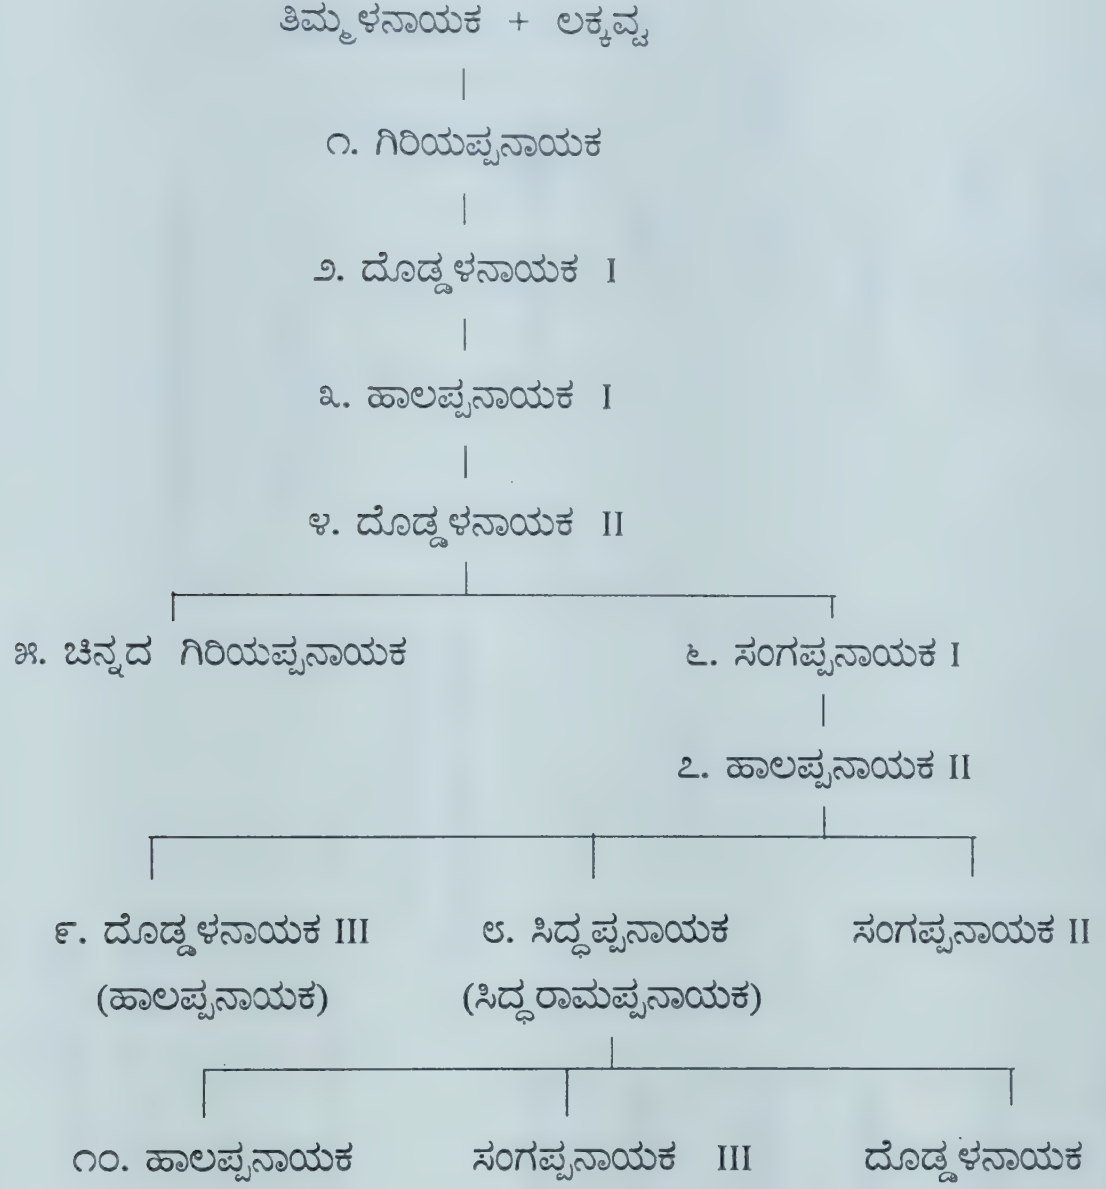 ತಿಮ್ಮಳನಾಯಕ + ಲಕ್ಕವ್ವ
೧. ಗಿರಿಯಪ್ಪನಾಯಕ
೨. ದೊಡ್ಡಳನಾಯಕ I
೩. ಹಾಲಪ್ಪನಾಯಕ I
೪. ದೊಡ್ಡಳನಾಯಕ II
೫. ಚಿನ್ನದ ಗಿರಿಯಪ್ಪನಾಯಕ ೬. ಸಂಗಪ್ಪನಾಯಕ I
೭. ಹಾಲಪ್ಪನಾಯಕ II
೯. ದೊಡ್ಡಳನಾಯಕ III ೮. ಸಿದ್ಧಪ್ಪನಾಯಕ ಸಂಗಪ್ಪನಾಯಕ II
(ಹಾಲಪ್ಪನಾಯಕ) (ಸಿದ್ಧರಾಮಪ್ಪನಾಯಕ)
೧೦. ಹಾಲಪ್ಪನಾಯಕ ಸಂಗಪ್ಪನಾಯಕ III ದೊಡ್ಡಳನಾಯಕ